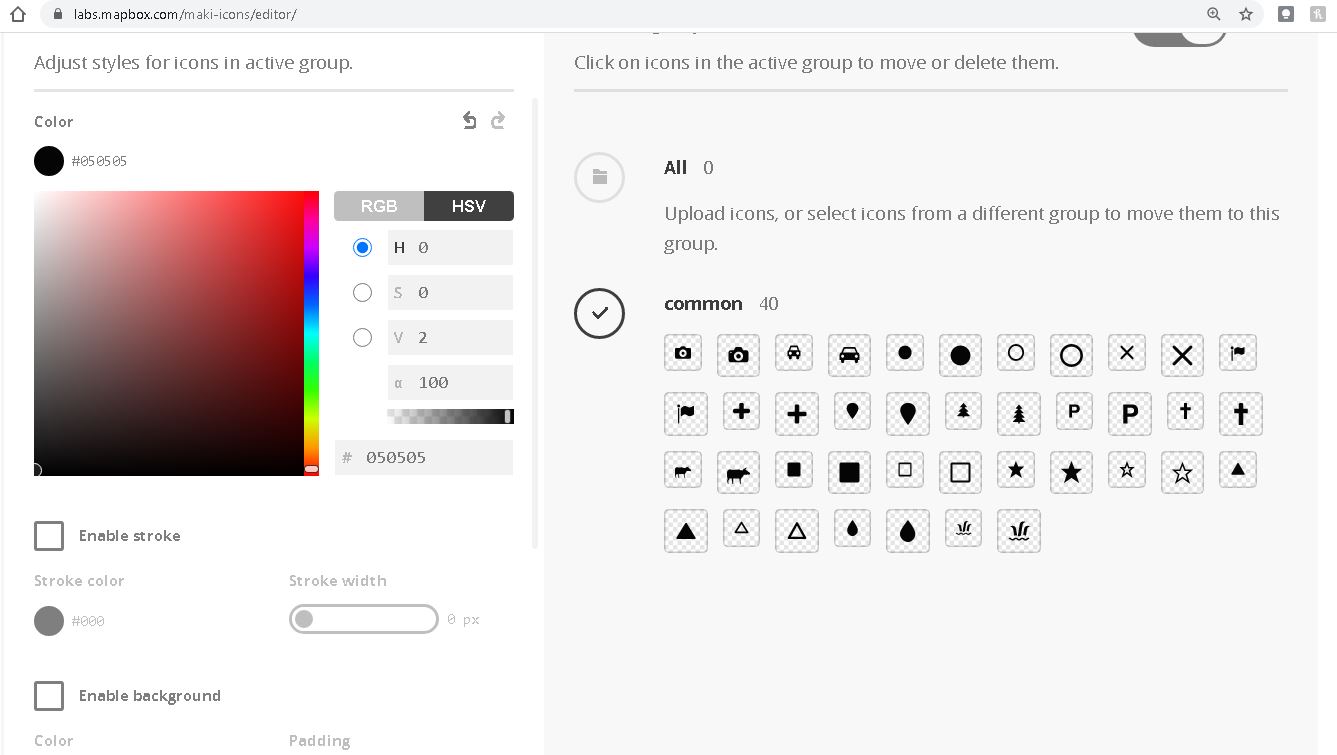 labs.mapbox.com/maki-icons/editor/
Adjust styles for icons in active group.
Click on icons in the active group to move or delete them.
Color
#050505
RGB
HSV
H 0
S 0
V 2
α 100
# 050505
Enable stroke
Stroke color
Stroke width
#000
0 px
Enable background
Color
Padding
All 0
Upload icons, or select icons from a different group to move them to this
group.
common 40
P
P